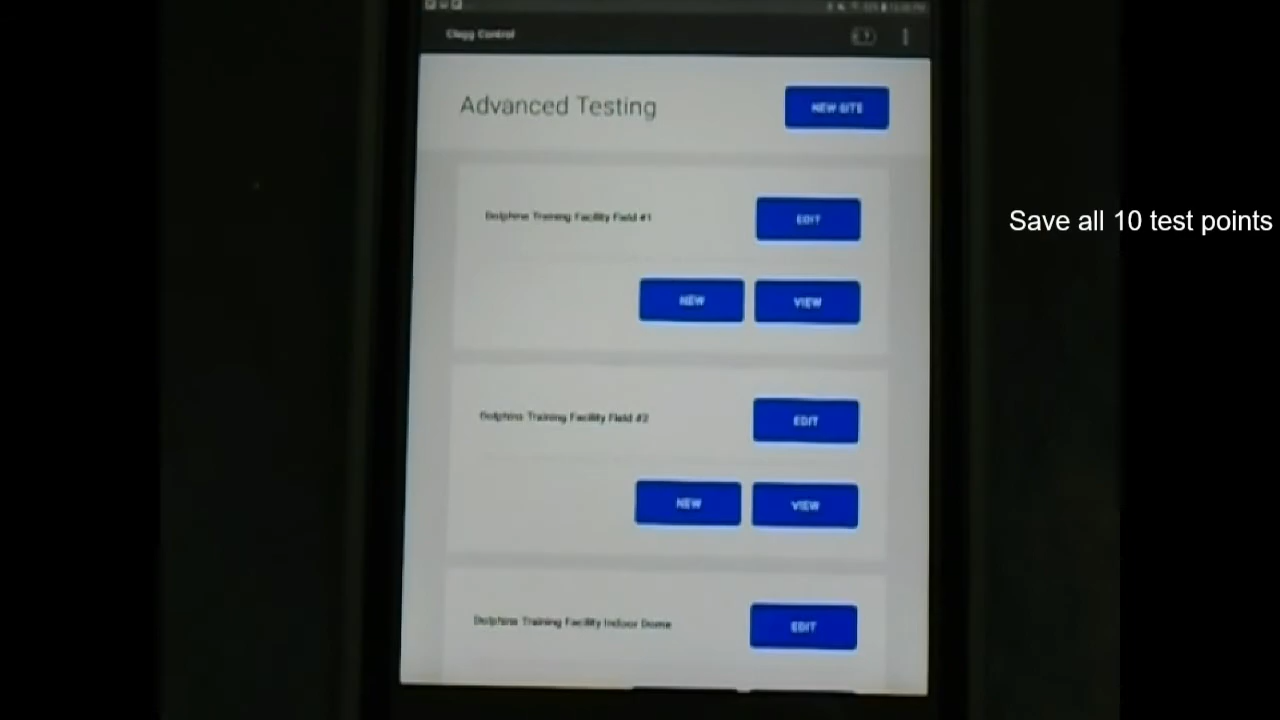 Clegg Control
Advanced Testing
NEW SITE
Dolphins Training Facility Field #1
EDIT
NEW
VIEW
Dolphins Training Facility Field #2
EDIT
NEW
VIEW
Dolphins Training Facility Indoor Dome
EDIT
Save all 10 test points